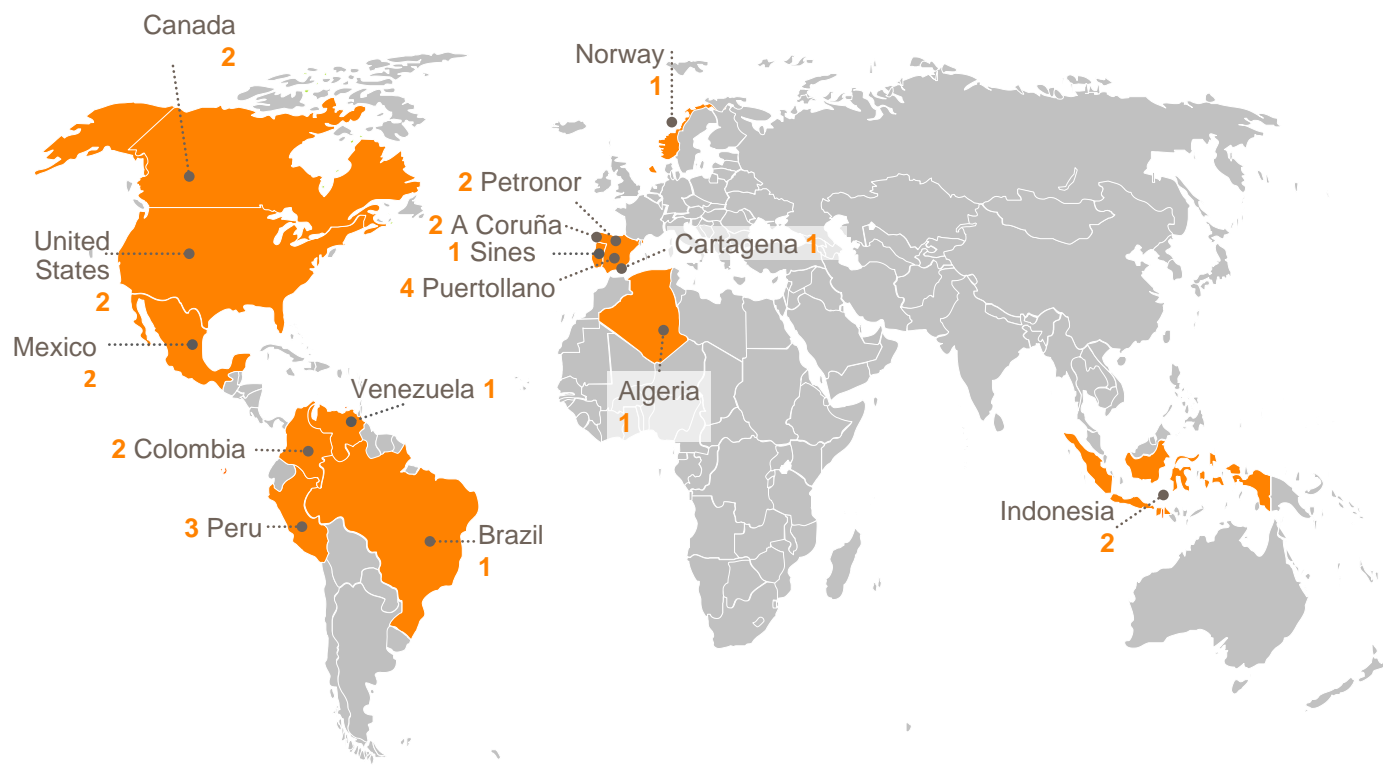 Canada
2
Norway
1
2 Petronor
2 A Coruña
Cartagena 1
1 Sines
4 Puertollano
United
States
2
Mexico
2
Venezuela 1
Algeria
1
2 Colombia
3 Peru
Brazil
1
Indonesia
2